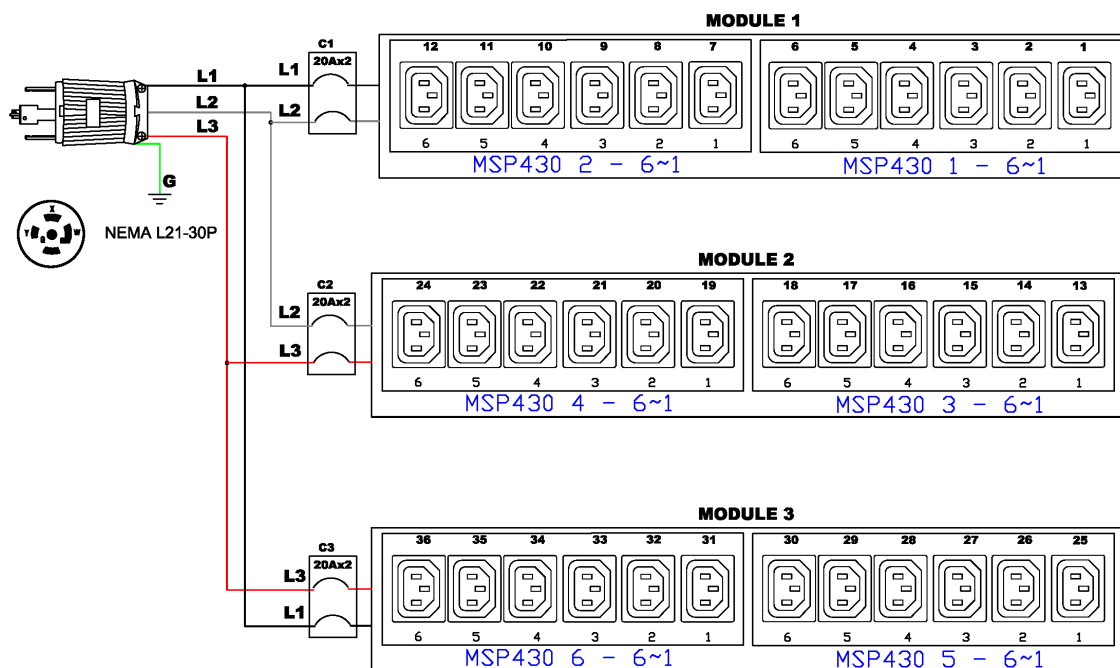 MODULE 1
C1
20Ax2
12 11 10 9 8 7 6 5 4 3 2 1
L1 L1
L2 L2
L3
6 5 4 3 2 1 6 5 4 3 2 1
MSP430 2 - 6~1 MSP430 1 - 6~1
G
X
Y G W
NEMA L21-30P
MODULE 2
C2
20Ax2
24 23 22 21 20 19 18 17 16 15 14 13
L2
L3
6 5 4 3 2 1 6 5 4 3 2 1
MSP430 4 - 6~1 MSP430 3 - 6~1
MODULE 3
C3
20Ax2
36 35 34 33 32 31 30 29 28 27 26 25
L3
L1
6 5 4 3 2 1 6 5 4 3 2 1
MSP430 6 - 6~1 MSP430 5 - 6~1